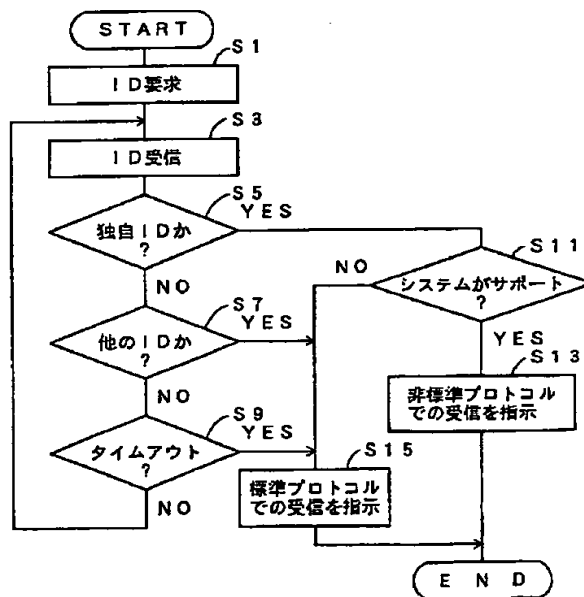 START
S1
ID要求
S3
ID受信
S5
独自IDか
?
YES
NO
S7
他のIDか
?
YES
NO
S9
タイムアウト
?
YES
NO
S11
システムがサポート
?
NO
YES
S13
非標準プロトコル
での受信を指示
S15
標準プロトコル
での受信を指示
END